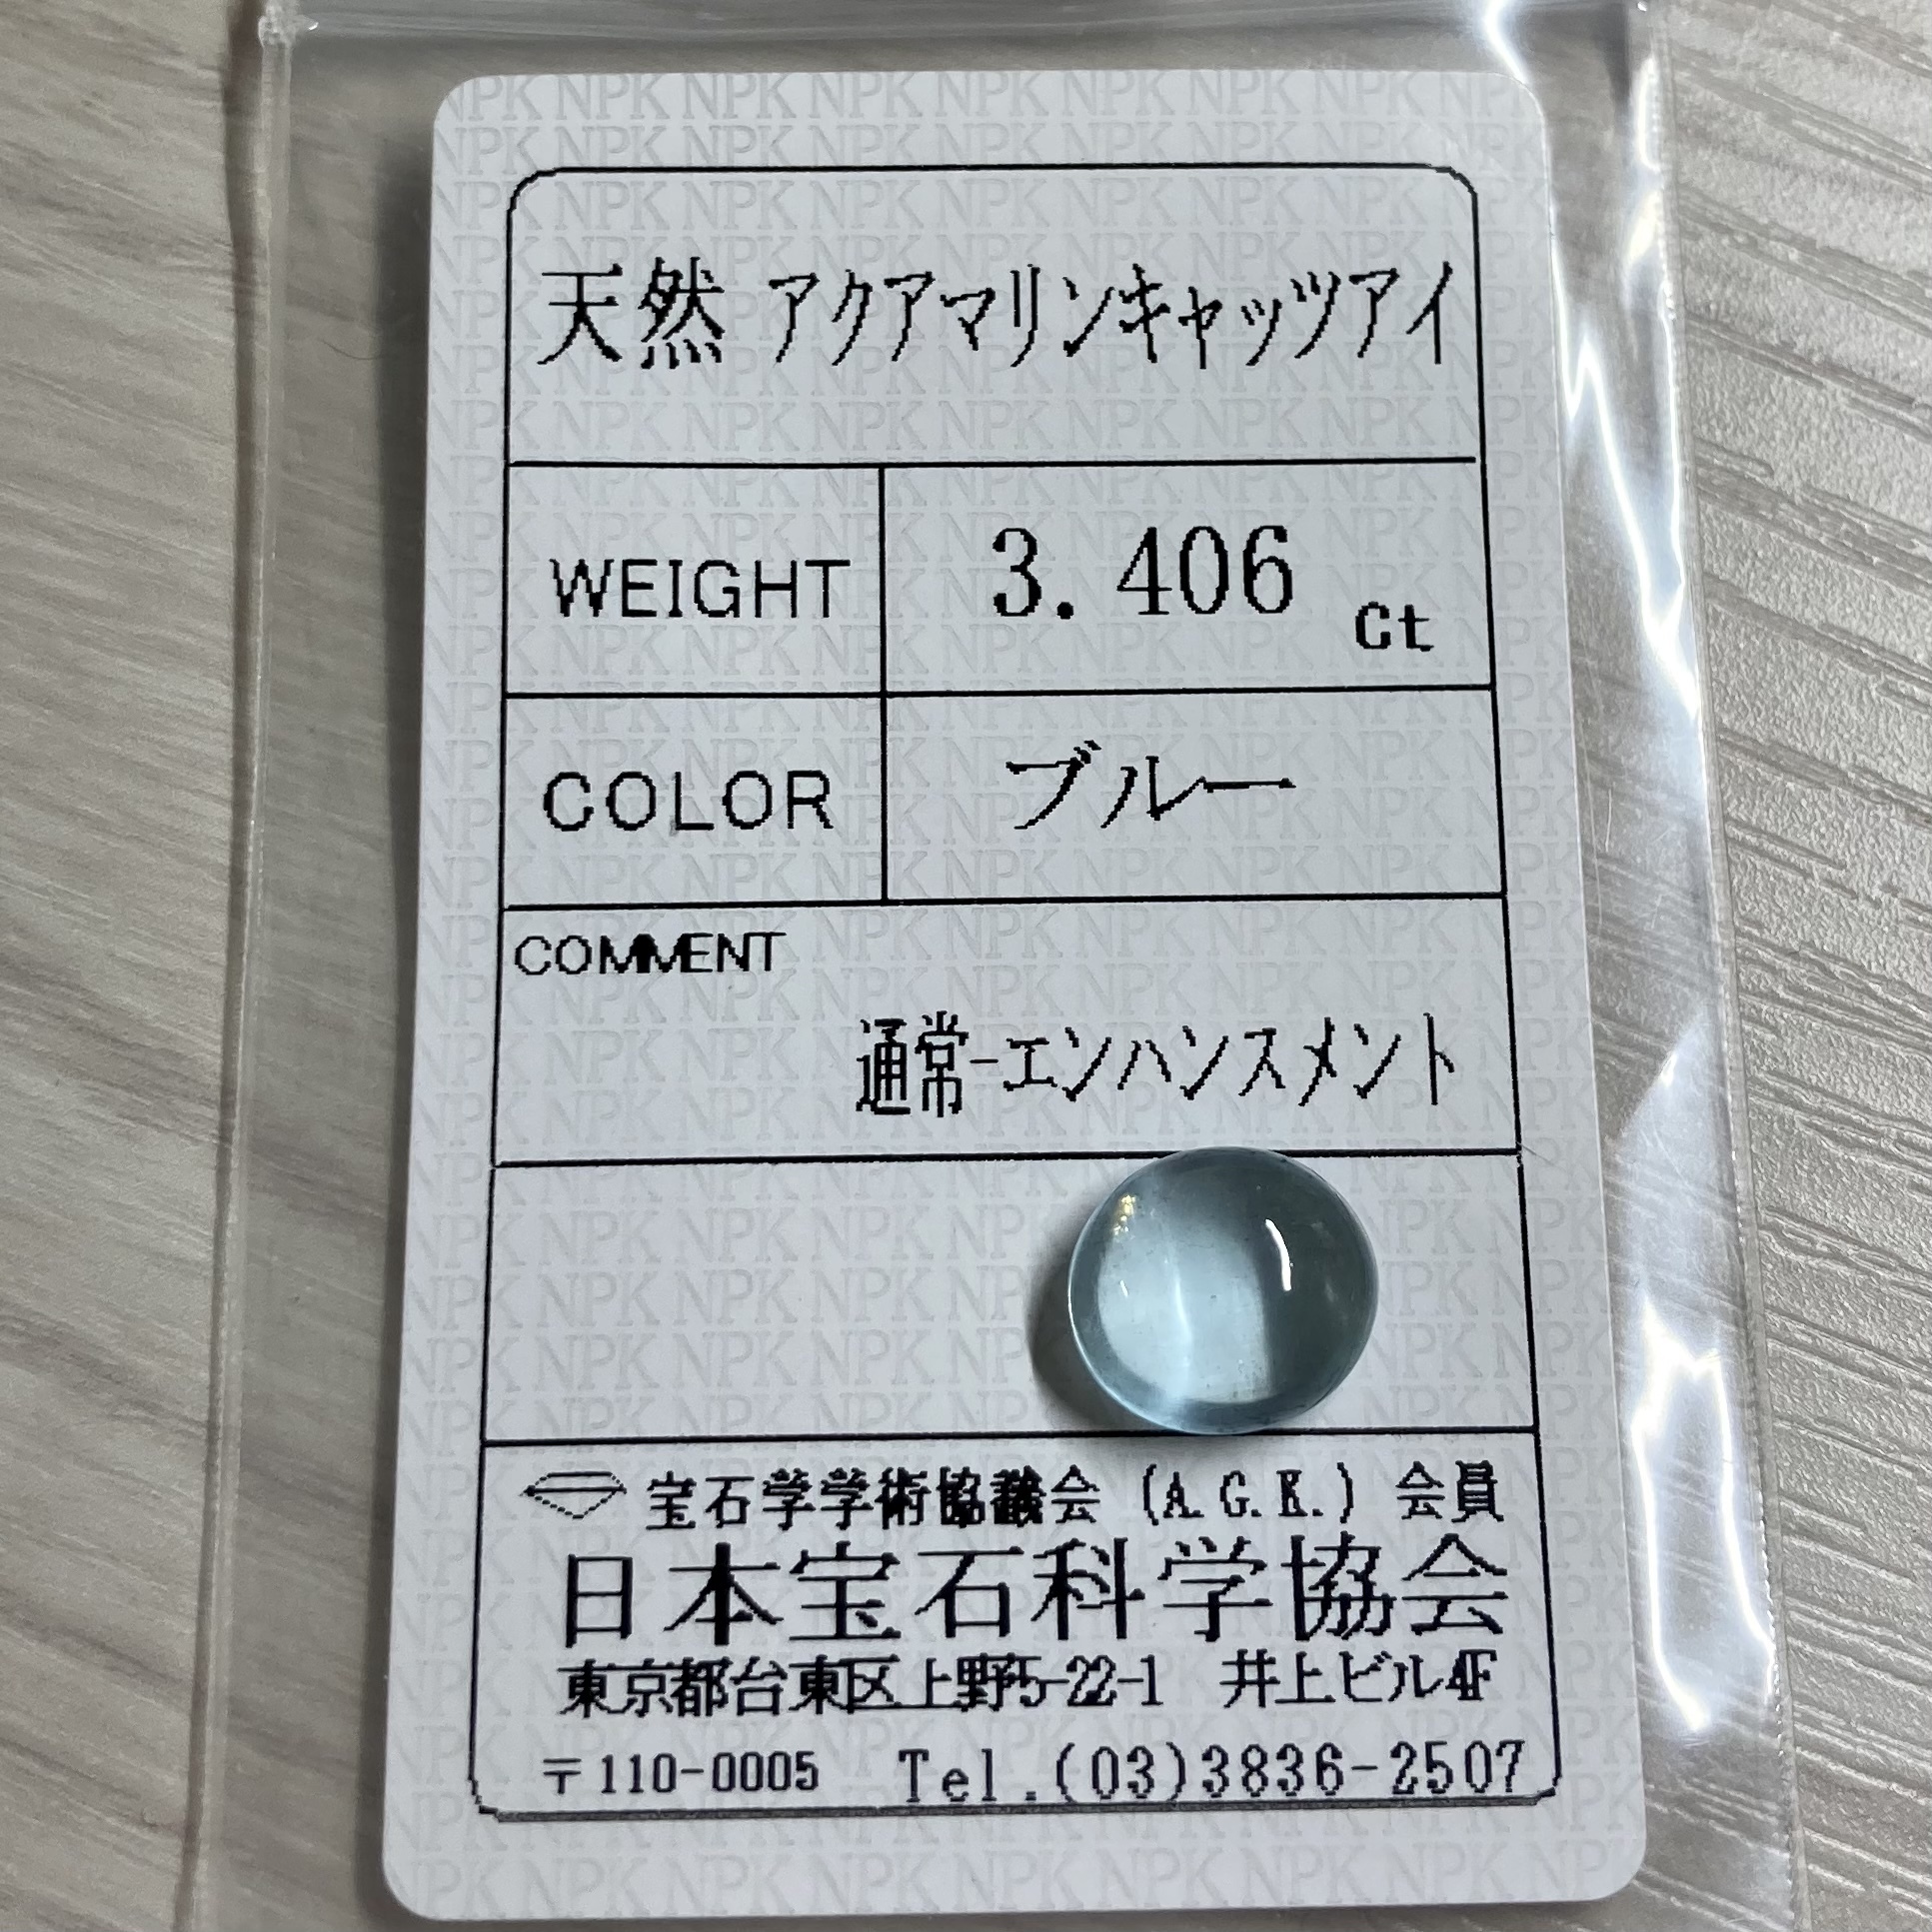 天然 アクアマリンキャッツアイ
WEIGHT 3.406 Ct
COLOR ブルー
COMMENT
通常-エンハンスメント
宝石学学術協議会 (A.G.K.) 会員
日本宝石科学協会
東京都台東区上野5-22-1 井上ビル4F
〒110-0005 Tel.(03)3836-2507